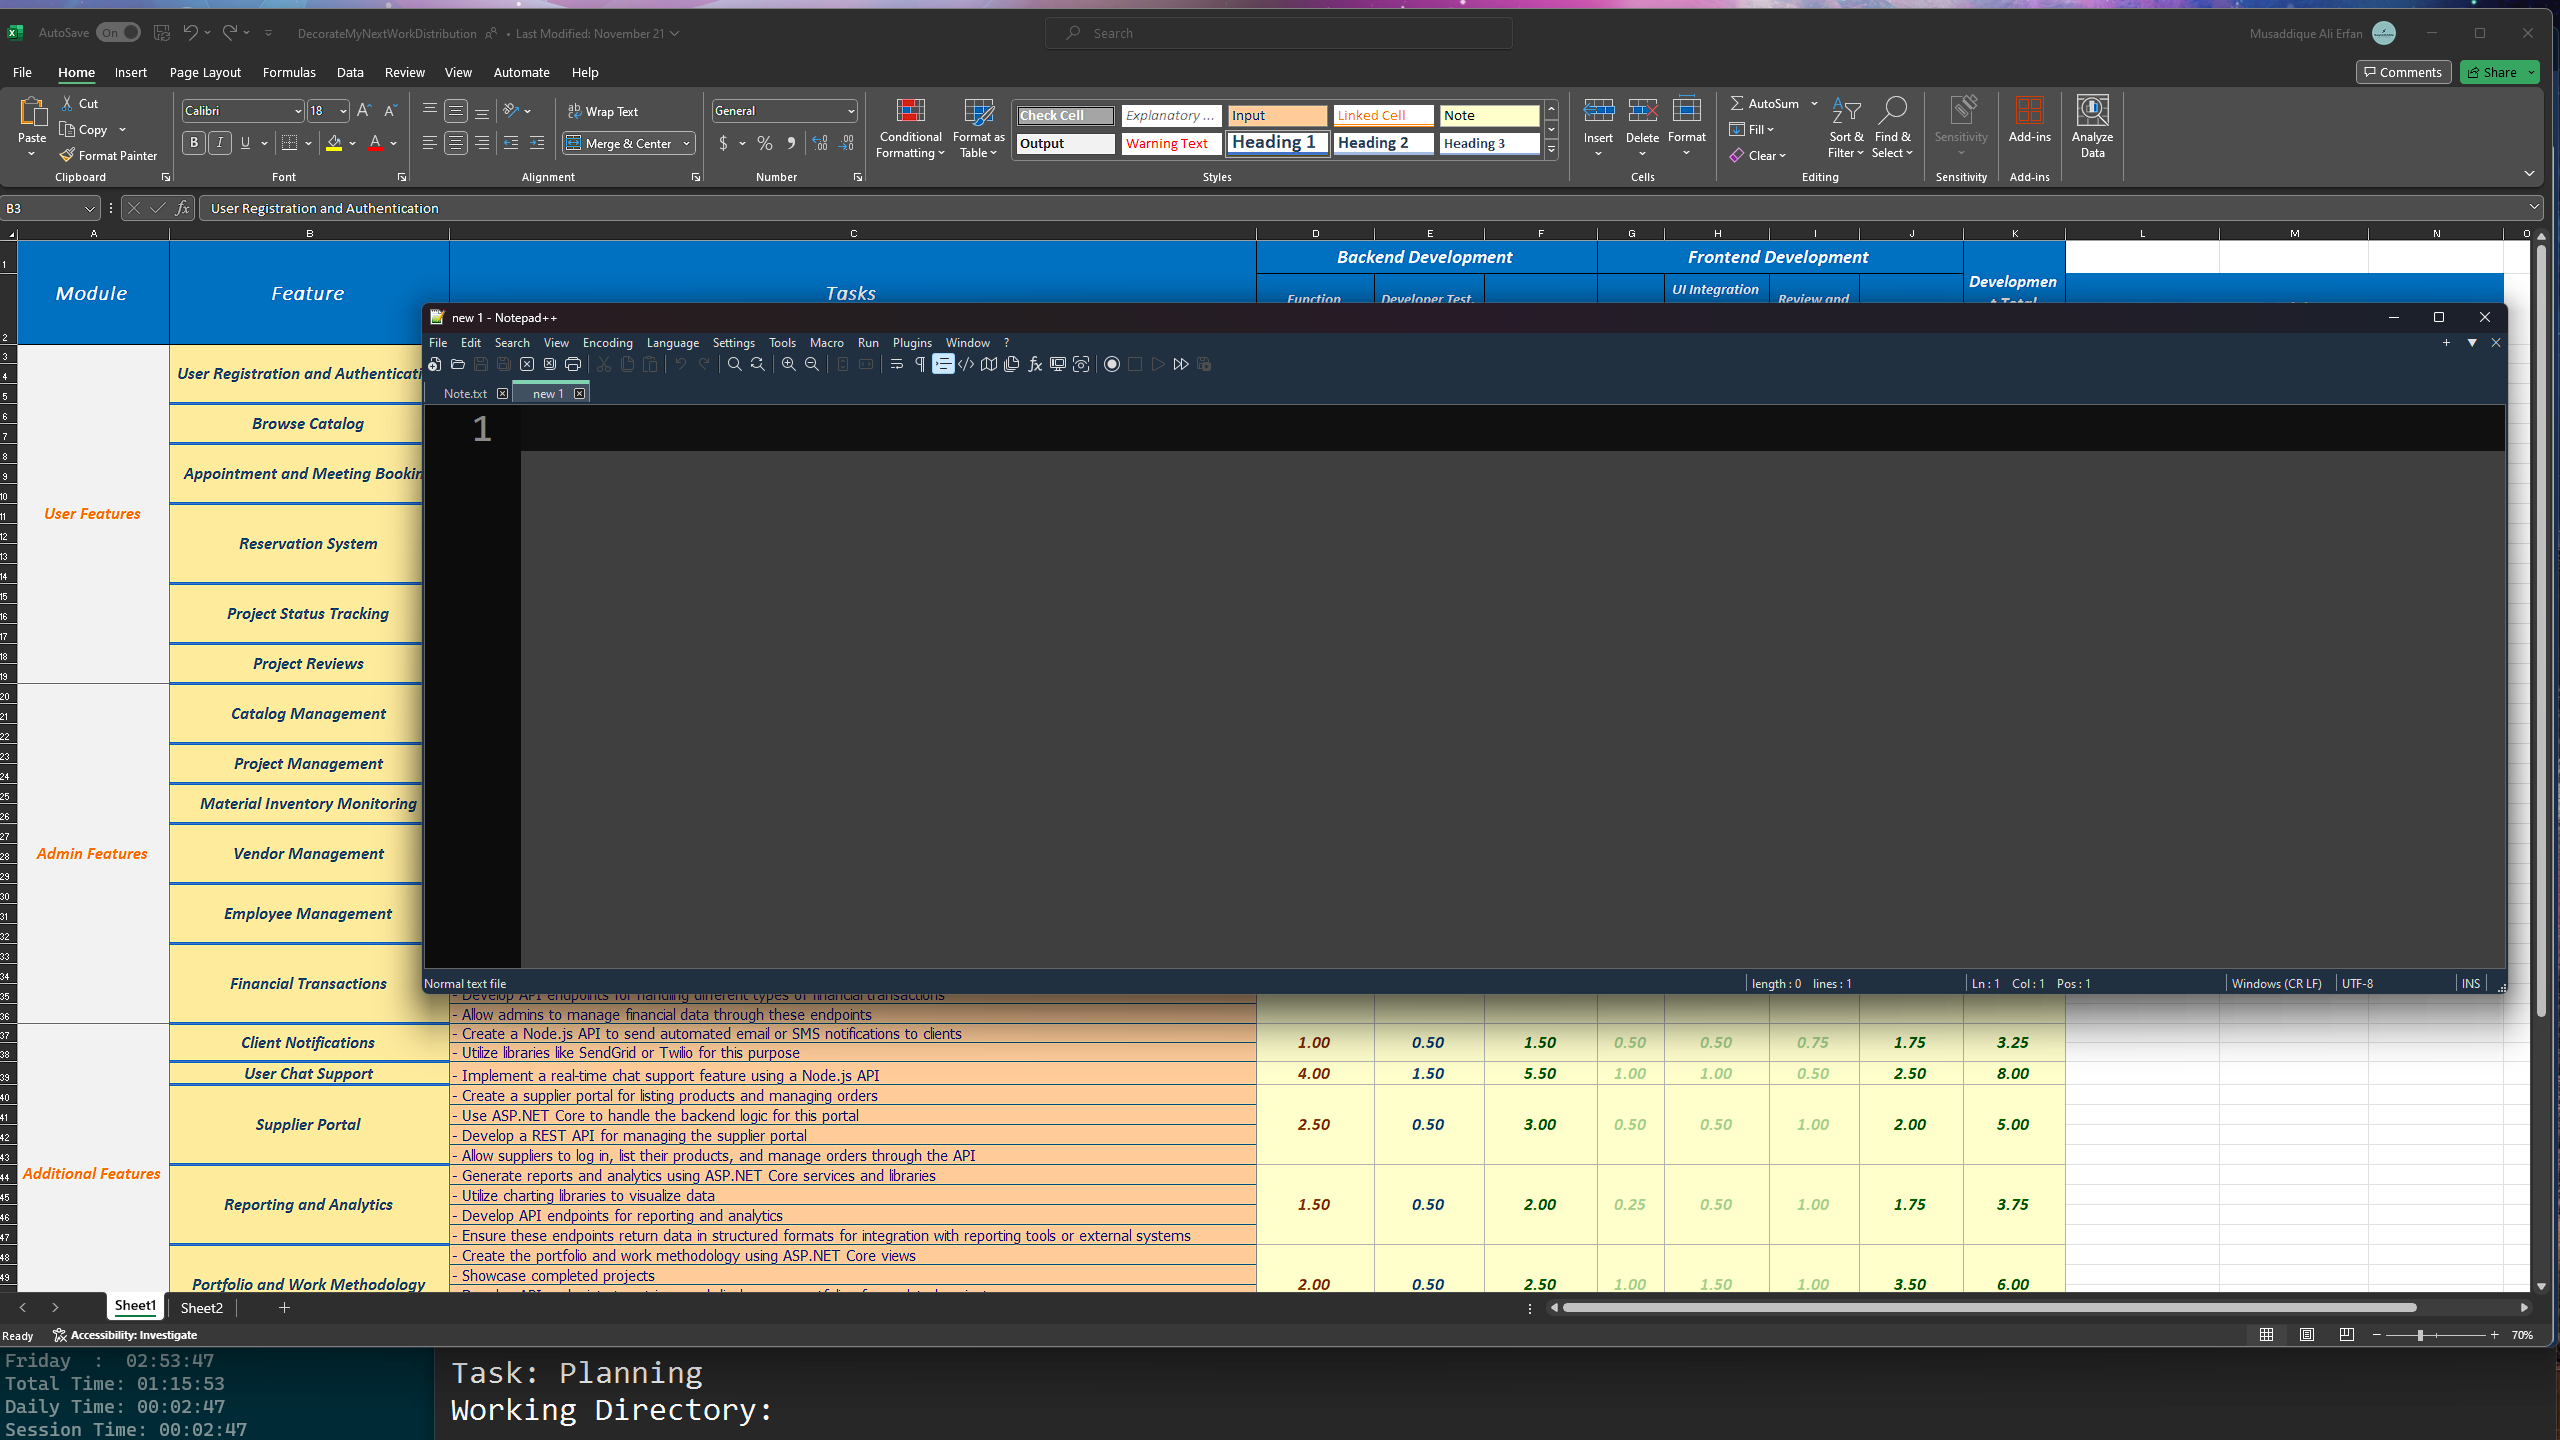 AutoSave On DecorateMyNextWorkDistribution • Last Modified: November 21 Search Musaddique Ali Erfan
File Home Insert Page Layout Formulas Data Review View Automate Help Comments Share
Paste Cut Copy Format Painter Clipboard
Calibri 18 B I U A Font
Wrap Text Merge & Center Alignment
General $ % Number
Conditional Formatting Format as Table
Check Cell Explanatory ... Input Linked Cell Note
Output Warning Text Heading 1 Heading 2 Heading 3
Styles
Insert Delete Format Cells
AutoSum Fill Clear Sort & Filter Find & Select Editing
Sensitivity Sensitivity
Add-ins Add-ins
Analyze Data
B3 fx User Registration and Authentication
A B C D E F G H I J K L M N O
Module Feature Tasks Backend Development Frontend Development
Function Developer Test. UI Integration Review and Developmen
new 1 - Notepad++
File Edit Search View Encoding Language Settings Tools Macro Run Plugins Window ?
Note.txt new 1
1
Normal text file length : 0 lines : 1 Ln : 1 Col : 1 Pos : 1 Windows (CR LF) UTF-8 INS
User Features
User Registration and Authenticati
Browse Catalog
Appointment and Meeting Bookin
Reservation System
Project Status Tracking
Project Reviews
Admin Features
Catalog Management
Project Management
Material Inventory Monitoring
Vendor Management
Employee Management
Financial Transactions
- Develop API endpoints for handling different types of financial transactions
- Allow admins to manage financial data through these endpoints
Additional Features
Client Notifications
- Create a Node.js API to send automated email or SMS notifications to clients
- Utilize libraries like SendGrid or Twilio for this purpose
1.00 0.50 1.50 0.50 0.50 0.75 1.75 3.25
User Chat Support
- Implement a real-time chat support feature using a Node.js API
4.00 1.50 5.50 1.00 1.00 0.50 2.50 8.00
Supplier Portal
- Create a supplier portal for listing products and managing orders
- Use ASP.NET Core to handle the backend logic for this portal
- Develop a REST API for managing the supplier portal
- Allow suppliers to log in, list their products, and manage orders through the API
2.50 0.50 3.00 0.50 0.50 1.00 2.00 5.00
Reporting and Analytics
- Generate reports and analytics using ASP.NET Core services and libraries
- Utilize charting libraries to visualize data
- Develop API endpoints for reporting and analytics
- Ensure these endpoints return data in structured formats for integration with reporting tools or external systems
1.50 0.50 2.00 0.25 0.50 1.00 1.75 3.75
Portfolio and Work Methodology
- Create the portfolio and work methodology using ASP.NET Core views
- Showcase completed projects
2.00 0.50 2.50 1.00 1.50 1.00 3.50 6.00
Sheet1 Sheet2
Ready Accessibility: Investigate 70%
Friday : 02:53:47
Total Time: 01:15:53
Daily Time: 00:02:47
Session Time: 00:02:47
Task: Planning
Working Directory: